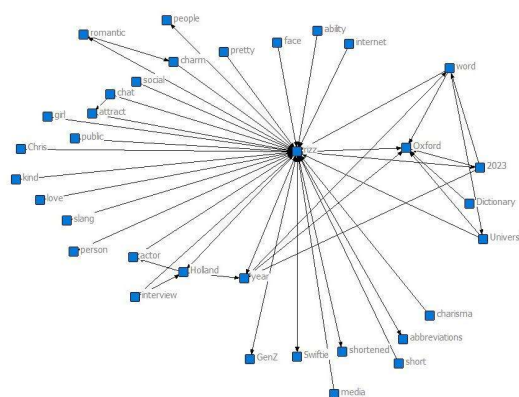 people
romantic
ability
face
internet
pretty
charm
word
social
chat
girl
attract
public
Chris
rizz
Oxford
2023
kind
love
Dictionary
slang
Univers
person
actor
Holland
year
interview
charisma
abbreviations
shortened
Swiftie
GenZ
short
media